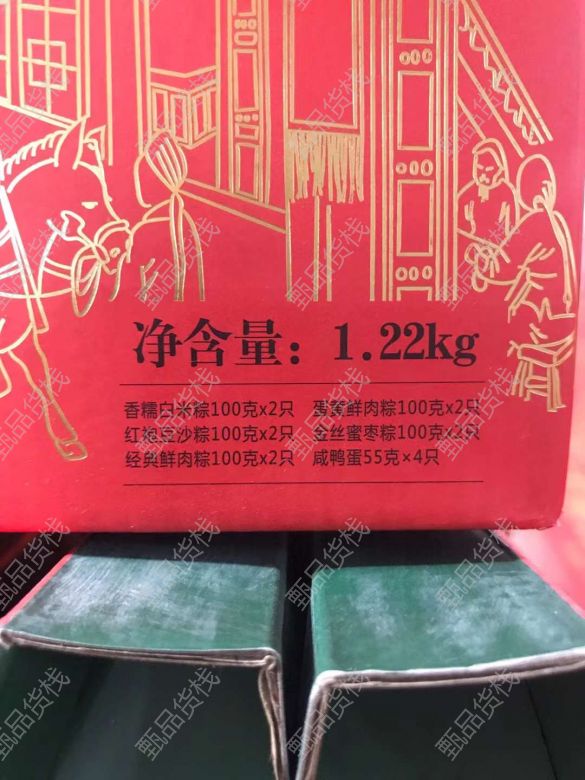 净含量：1.22kg
香糯白米粽100克x2只 蛋黄鲜肉粽100克x2只
红袍豆沙粽100克x2只 金丝蜜枣粽100克x2只
经典鲜肉粽100克x2只 咸鸭蛋55克×4只
甄品货栈